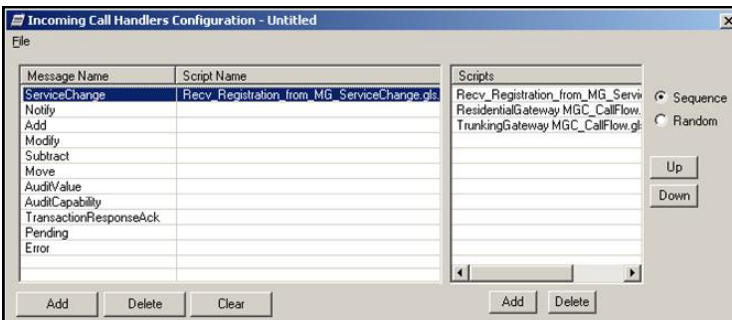 Incoming Call Handlers Configuration - Untitled
File
Message Name Script Name
ServiceChange Recv_Registration_from_MG_ServiceChange.gls
Notify
Add
Modify
Subtract
Move
AuditValue
AuditCapability
TransactionResponseAck
Pending
Error
Add Delete Clear
Scripts
Recv_Registration_from_MG_Servi
ResidentialGateway MGC_CallFlow.
TrunkingGateway MGC_CallFlow.gl
Add Delete
Sequence
Random
Up
Down